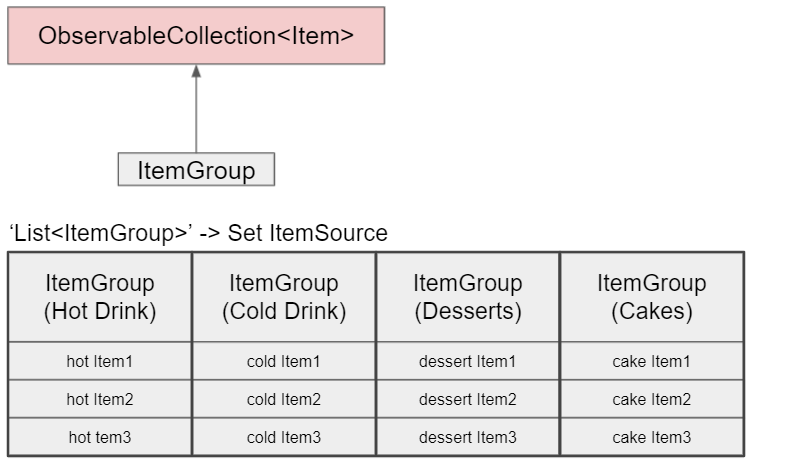 ObservableCollection<Item>
ItemGroup
‘List<ItemGroup>’ -> Set ItemSource
ItemGroup (Hot Drink)
ItemGroup (Cold Drink)
ItemGroup (Desserts)
ItemGroup (Cakes)
hot Item1
cold Item1
dessert Item1
cake Item1
hot Item2
cold Item2
dessert Item2
cake Item2
hot tem3
cold Item3
dessert Item3
cake Item3